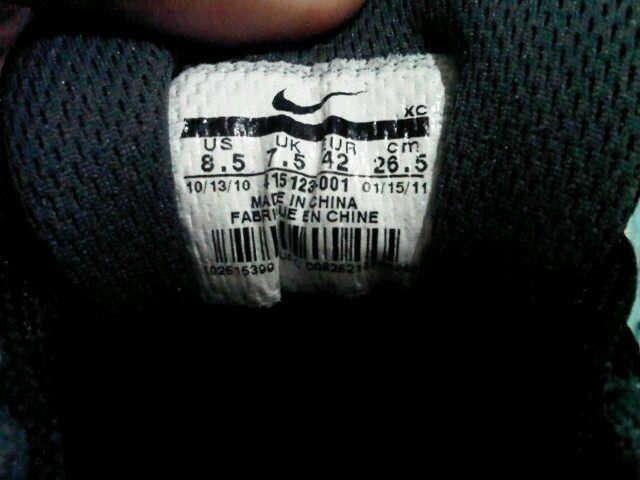 XC
US UK EUR cm
8.5 7.5 42 26.5
10/13/10 415123-001 01/15/11
MADE IN CHINA
FABRIQUE EN CHINE